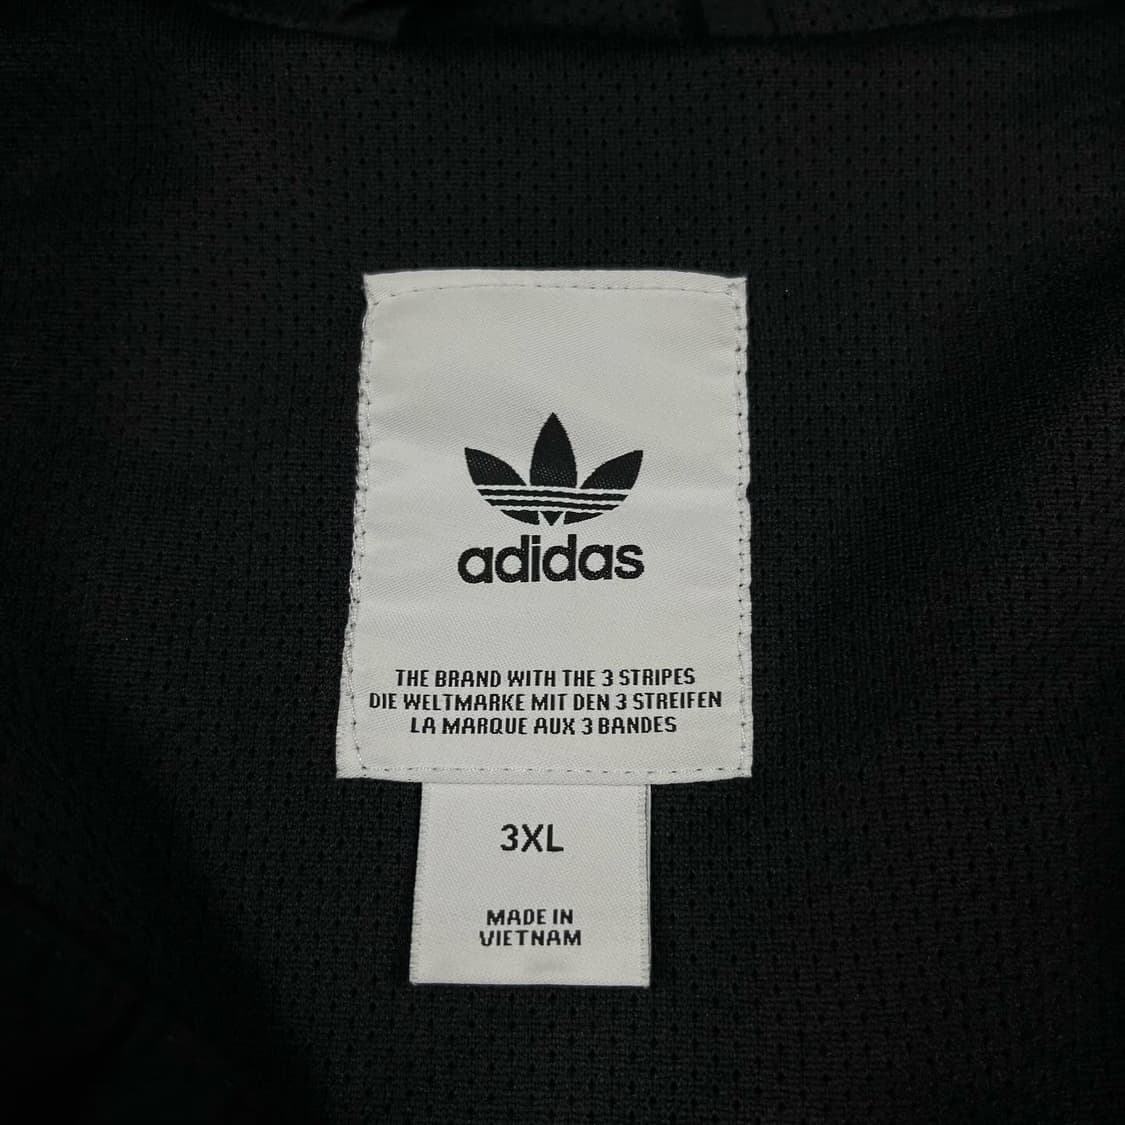 adidas
THE BRAND WITH THE 3 STRIPES
DIE WELTMARKE MIT DEN 3 STREIFEN
LA MARQUE AUX 3 BANDES
3XL
MADE IN
VIETNAM